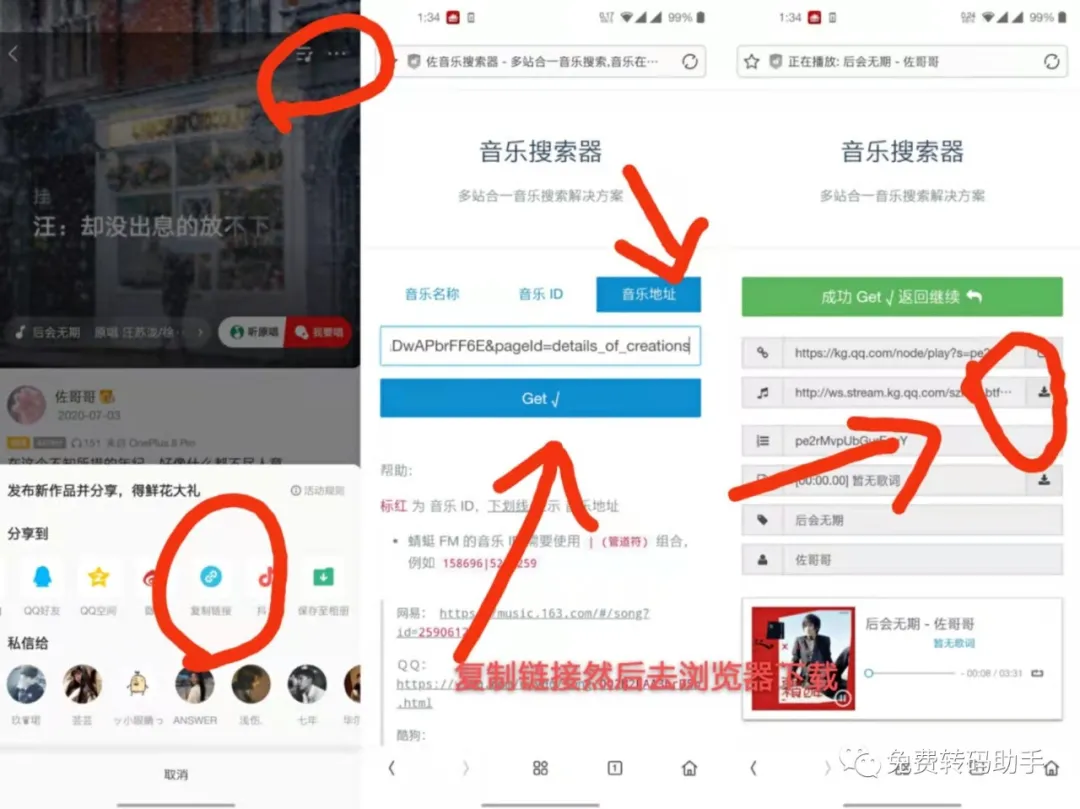 挂
汪：却没出息的放不下
后会无期 原唱 汪苏泷/徐…
听原唱
我要唱
佐哥哥
2020-07-03
151 来自 OnePlus 8 Pro
发布新作品并分享，得鲜花大礼
活动规则
分享到
QQ好友
QQ空间
复制链接
保存至相册
私信给
ANSWER
浅伤.
七年
取消
1:34
99%
佐音乐搜索器 - 多站合一音乐搜索,音乐在…
音乐搜索器
多站合一音乐搜索解决方案
音乐名称
音乐 ID
音乐地址
DwAPbrFF6E&pageId=details_of_creations
Get √
帮助:
标红 为 音乐 ID，下划线 示 音乐地址
蜻蜓 FM 的音乐 ID 需要使用 | (管道符) 组合，
例如 158696|52 259
网易： https://music.163.com/#/song?
id=259061
QQ：
.html
酷狗：
复制链接然后去浏览器下载
1
1:34
99%
正在播放: 后会无期 - 佐哥哥
音乐搜索器
多站合一音乐搜索解决方案
成功 Get √ 返回继续
https://kg.qq.com/node/play?s=pe2
http://ws.stream.kg.qq.com/sz btf…
pe2rMvpUbGu Y
[00:00.00] 暂无歌词
后会无期
佐哥哥
后会无期 - 佐哥哥
暂无歌词
00:08 / 03:31
免费转码助手